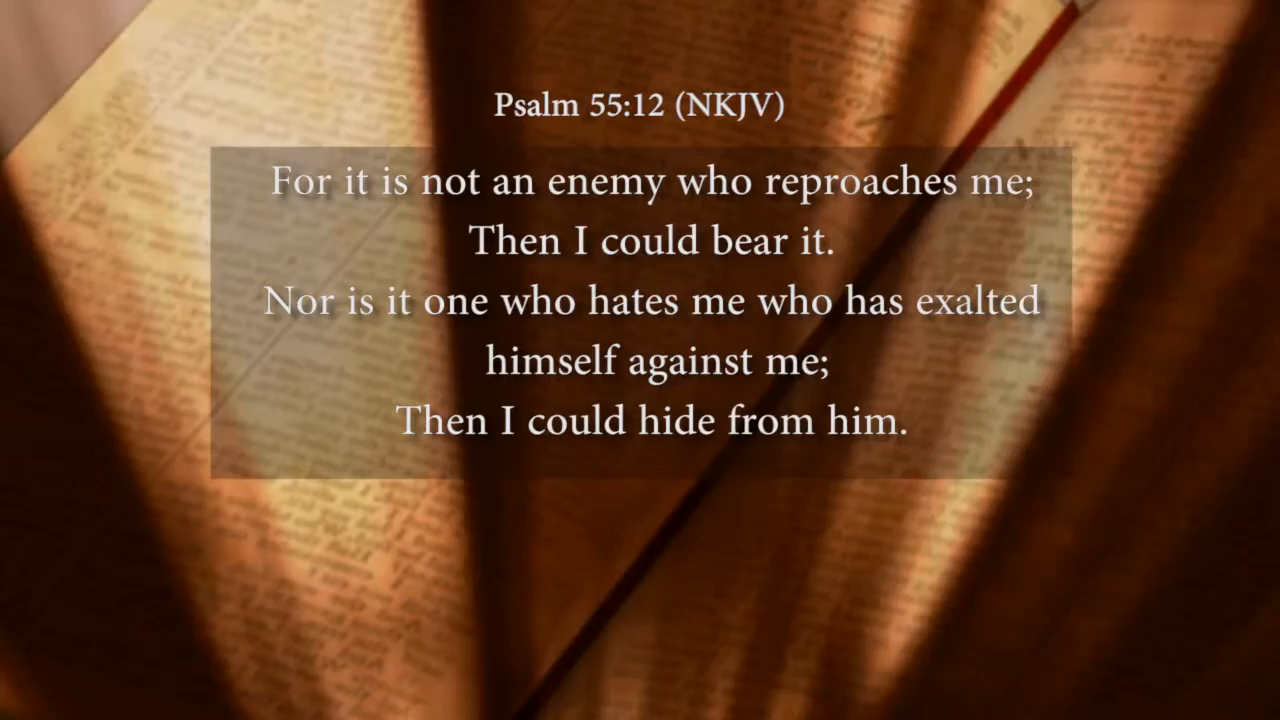 Psalm 55:12 (NKJV)
For it is not an enemy who reproaches me;
Then I could bear it.
Nor is it one who hates me who has exalted
himself against me;
Then I could hide from him.